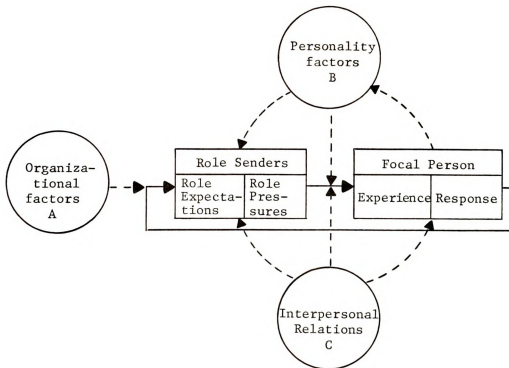 Personality
factors
B
Organiza-
tional
factors
A
Role Senders
Role
Expecta-
tions
Role
Pres-
sures
Focal Person
Experience
Response
Interpersonal
Relations
C